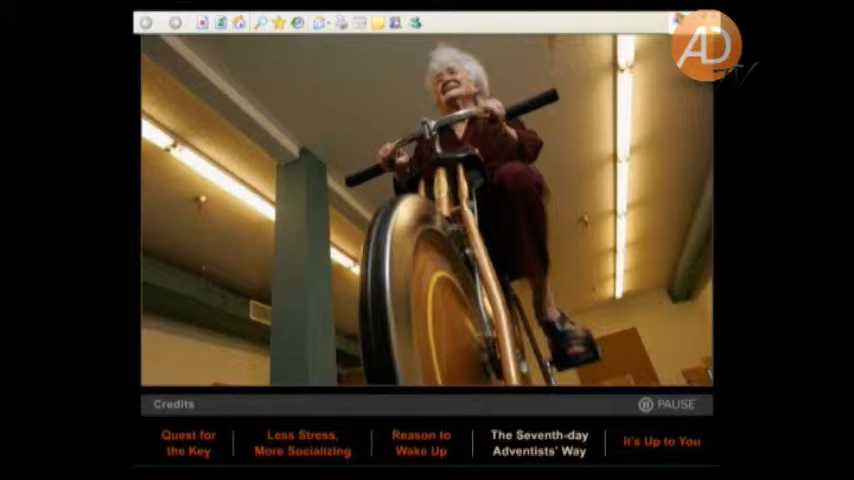 AD
TV
Credits
PAUSE
Quest for
the Key
Less Stress,
More Socializing
Reason to
Wake Up
The Seventh-day
Adventists' Way
It's Up to You